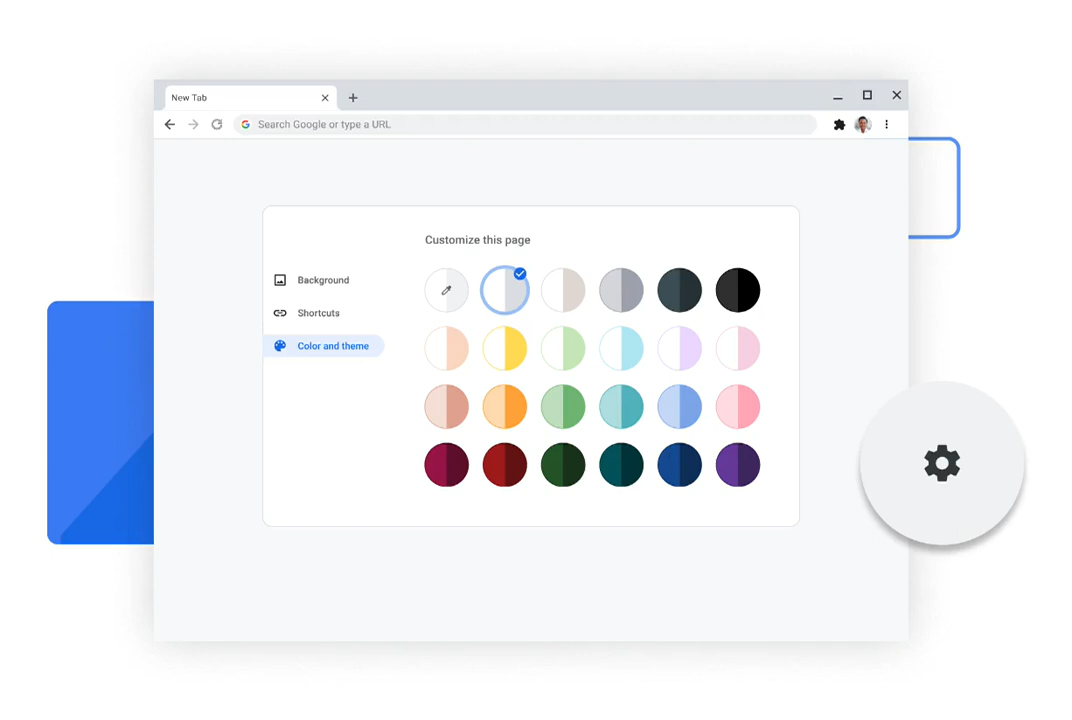 New Tab
Search Google or type a URL
Customize this page
Background
Shortcuts
Color and theme